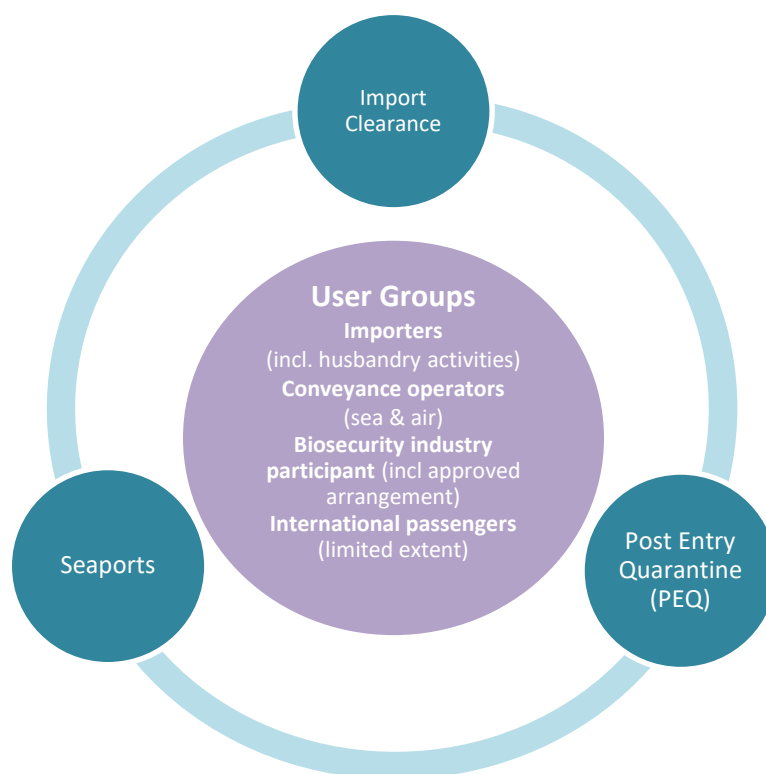 Import
Clearance
User Groups
Importers
(incl. husbandry activities)
Conveyance operators
(sea & air)
Biosecurity industry
participant (incl approved
arrangement)
International passengers
(limited extent)
Seaports
Post Entry
Quarantine
(PEQ)